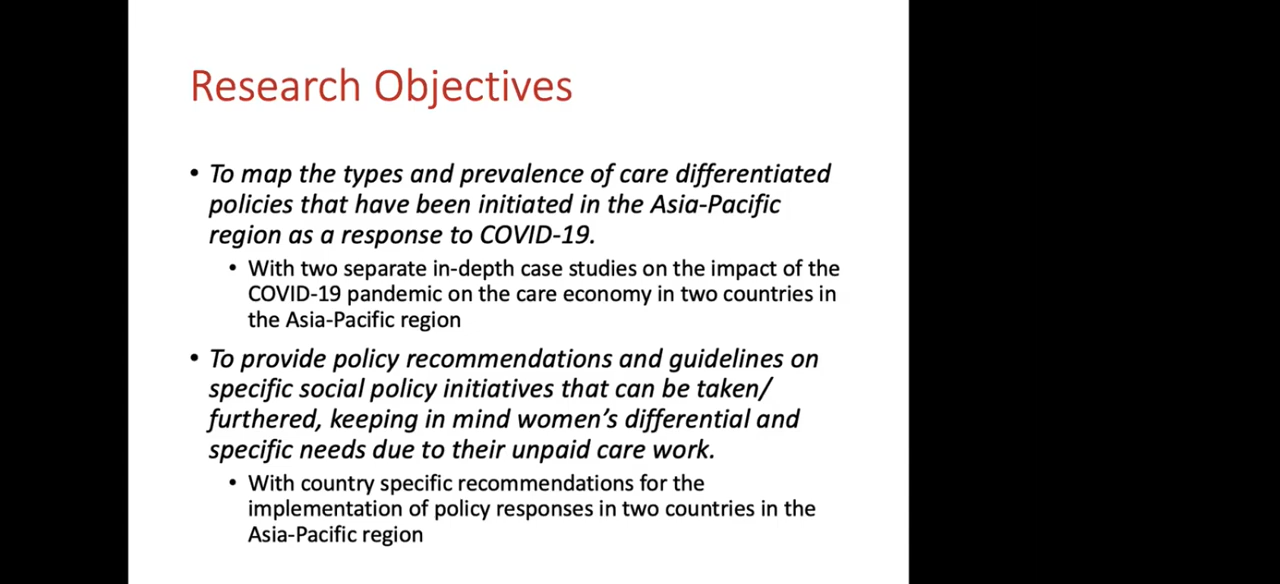 Research Objectives
• To map the types and prevalence of care differentiated
policies that have been initiated in the Asia-Pacific
region as a response to COVID-19.
• With two separate in-depth case studies on the impact of the
COVID-19 pandemic on the care economy in two countries in
the Asia-Pacific region
• To provide policy recommendations and guidelines on
specific social policy initiatives that can be taken/
furthered, keeping in mind women’s differential and
specific needs due to their unpaid care work.
• With country specific recommendations for the
implementation of policy responses in two countries in the
Asia-Pacific region